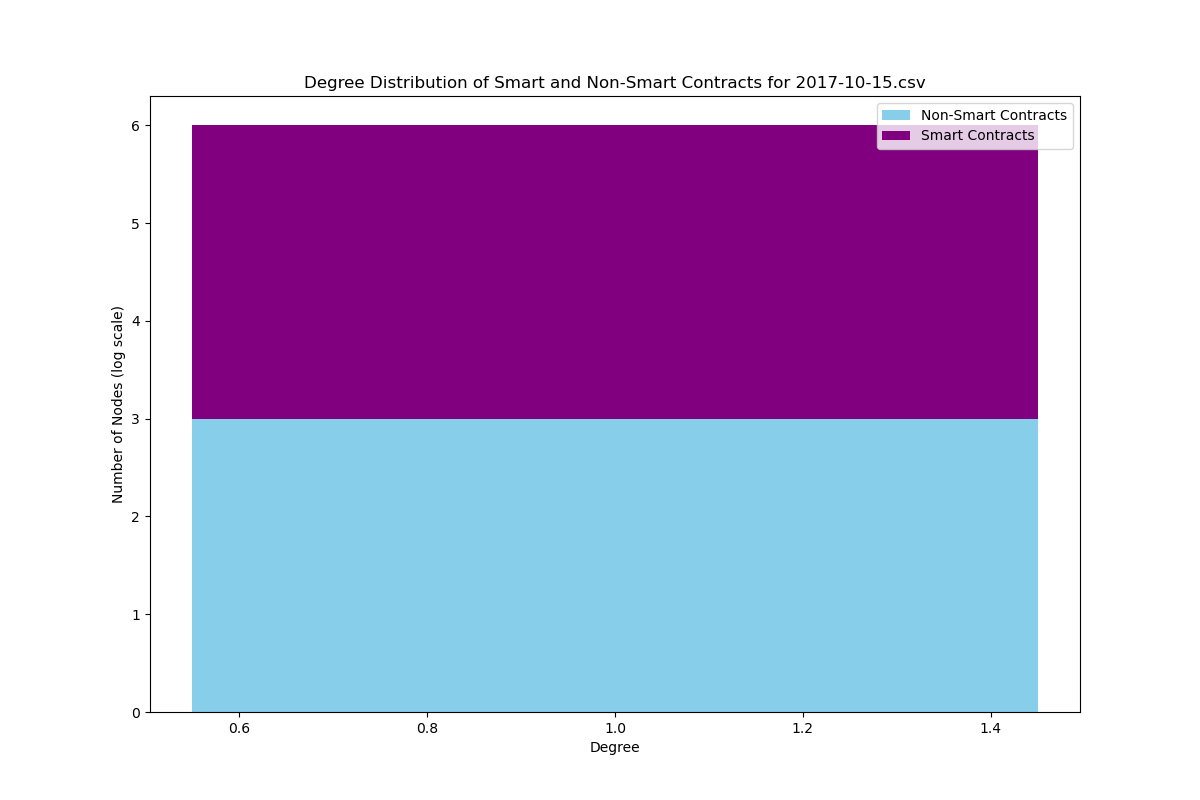 Degree Distribution of Smart and Non-Smart Contracts for 2017-10-15.csv
Non-Smart Contracts
Smart Contracts
6
5
4
3
2
1
0
Number of Nodes (log scale)
0.6 0.8 1.0 1.2 1.4
Degree